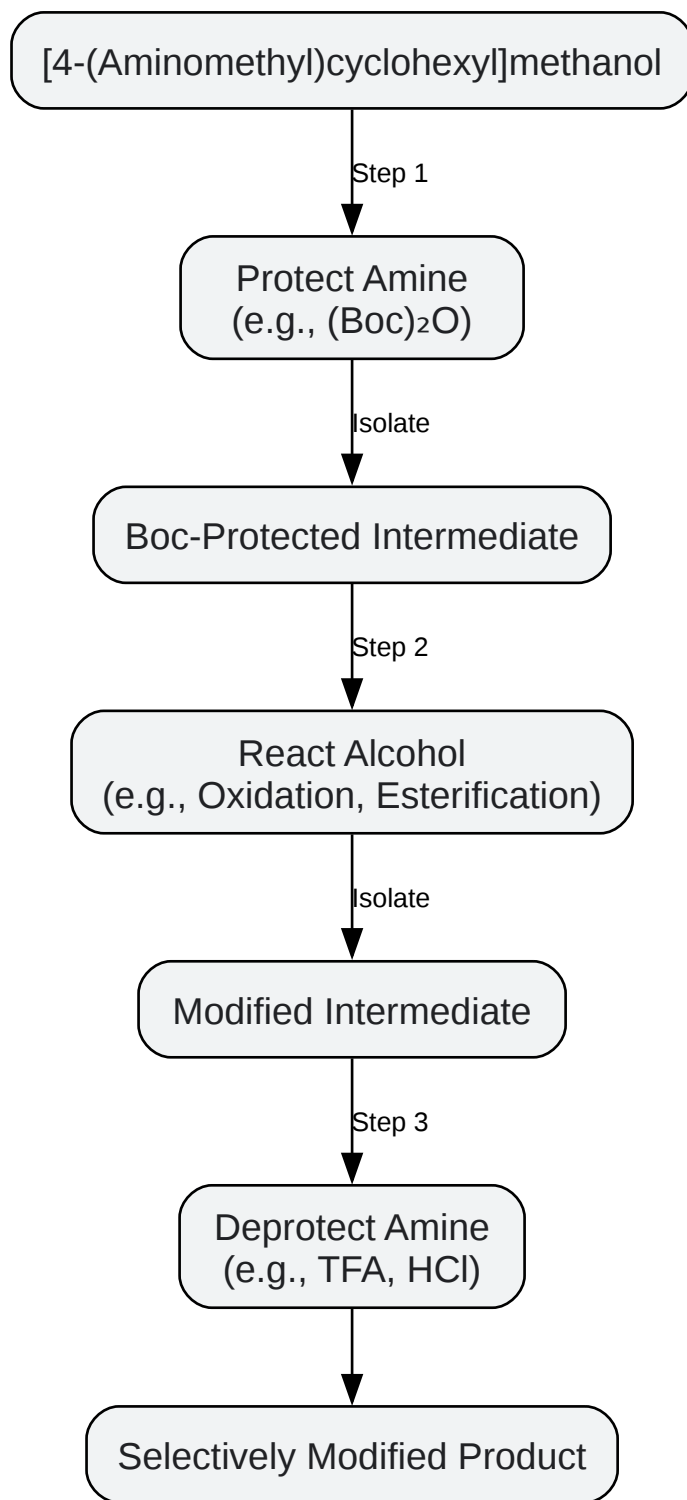 [4-(Aminomethyl)cyclohexyl]methanol
Step 1
Protect Amine
(e.g., (Boc)₂O)
Isolate
Boc-Protected Intermediate
Step 2
React Alcohol
(e.g., Oxidation, Esterification)
Isolate
Modified Intermediate
Step 3
Deprotect Amine
(e.g., TFA, HCl)
Selectively Modified Product